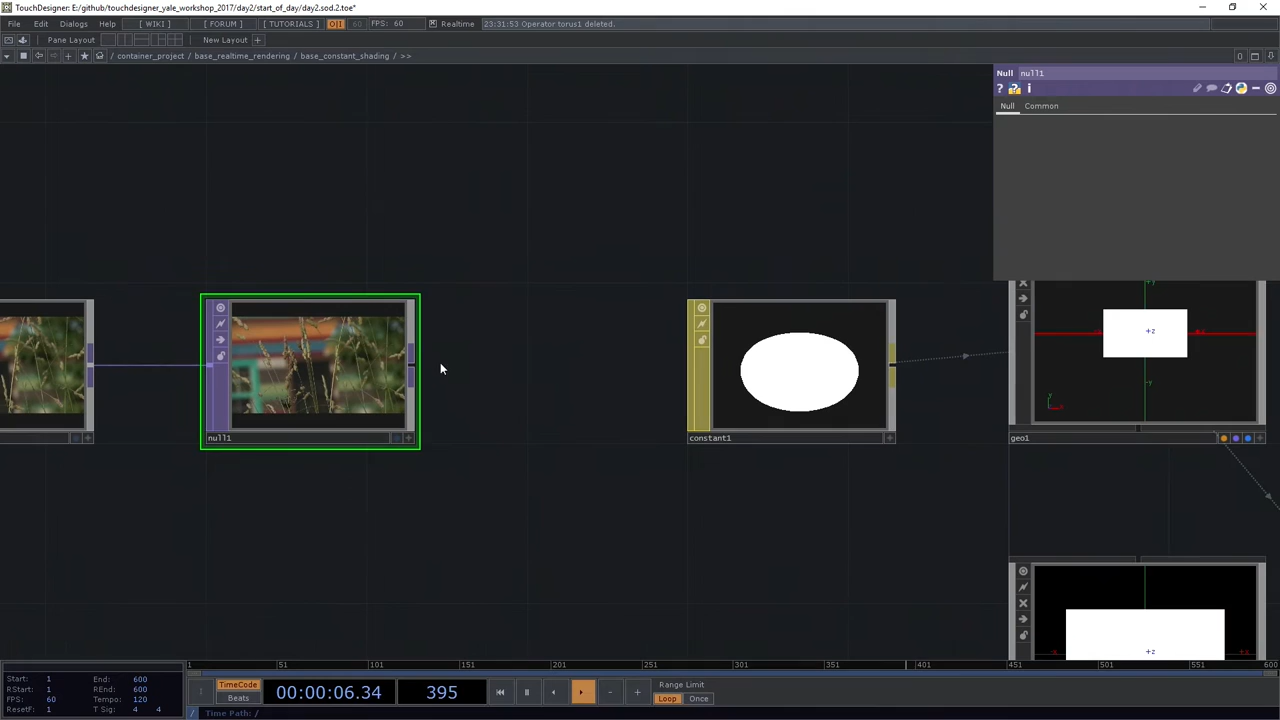 TouchDesigner: E:/github/touchdesigner_yale_workshop_2017/day2/start_of_day/day2.sod.2.toe*
File Edit Dialogs Help [ WIKI ] [ FORUM ] [ TUTORIALS ] O|I 60 FPS: 60 Realtime 23:31:53 Operator torus1 deleted.
Pane Layout New Layout +
/ container_project / base_realtime_rendering / base_constant_shading / >> 0
Null null1
? ? i
Null Common
+y
+z
-y
y
x
null1
constant1
geo1
-x +z +x
1 51 101 151 201 251 301 351 401 451 501 551 600
Start: 1 End: 600
RStart: 1 REnd: 600
FPS: 60 Tempo: 120
ResetF: 1 T Sig: 4 4
TimeCode
Beats
00:00:06.34
395
Range Limit
Loop Once
/ Time Path: /